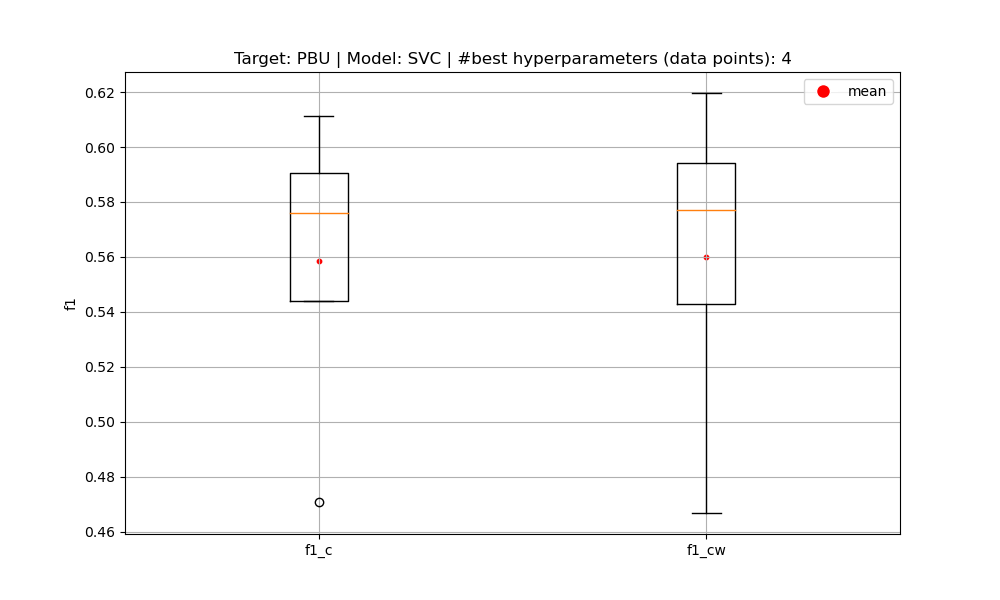 Target: PBU | Model: SVC | #best hyperparameters (data points): 4
mean
0.62
0.60
0.58
0.56
0.54
0.52
0.50
0.48
0.46
f1
f1_c
f1_cw